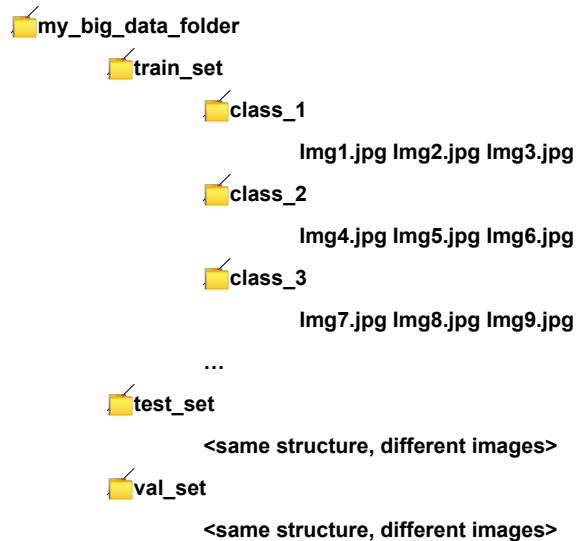 my_big_data_folder
train_set
class_1
Img1.jpg Img2.jpg Img3.jpg
class_2
Img4.jpg Img5.jpg Img6.jpg
class_3
Img7.jpg Img8.jpg Img9.jpg
…
test_set
<same structure, different images>
val_set
<same structure, different images>